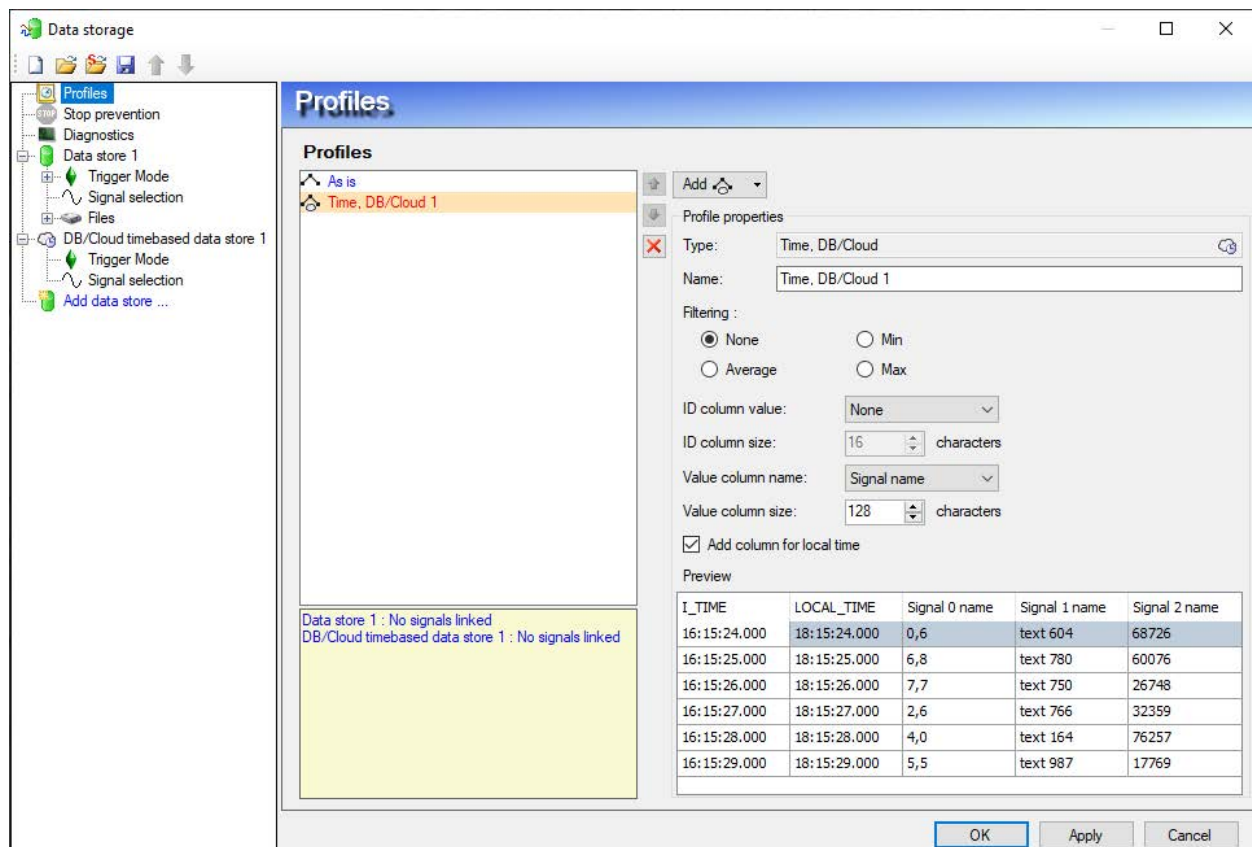 Data storage
Profiles
Stop prevention
Diagnostics
Data store 1
Trigger Mode
Signal selection
Files
DB/Cloud timebased data store 1
Trigger Mode
Signal selection
Add data store ...
Profiles
Profiles
As is
Time, DB/Cloud 1
Data store 1 : No signals linked
DB/Cloud timebased data store 1 : No signals linked
Add
Profile properties
Type: Time, DB/Cloud
Name: Time, DB/Cloud 1
Filtering :
None Min
Average Max
ID column value: None
ID column size: 16 characters
Value column name: Signal name
Value column size: 128 characters
Add column for local time
Preview
I_TIME LOCAL_TIME Signal 0 name Signal 1 name Signal 2 name
16:15:24.000 18:15:24.000 0,6 text 604 68726
16:15:25.000 18:15:25.000 6,8 text 780 60076
16:15:26.000 18:15:26.000 7,7 text 750 26748
16:15:27.000 18:15:27.000 2,6 text 766 32359
16:15:28.000 18:15:28.000 4,0 text 164 76257
16:15:29.000 18:15:29.000 5,5 text 987 17769
OK Apply Cancel